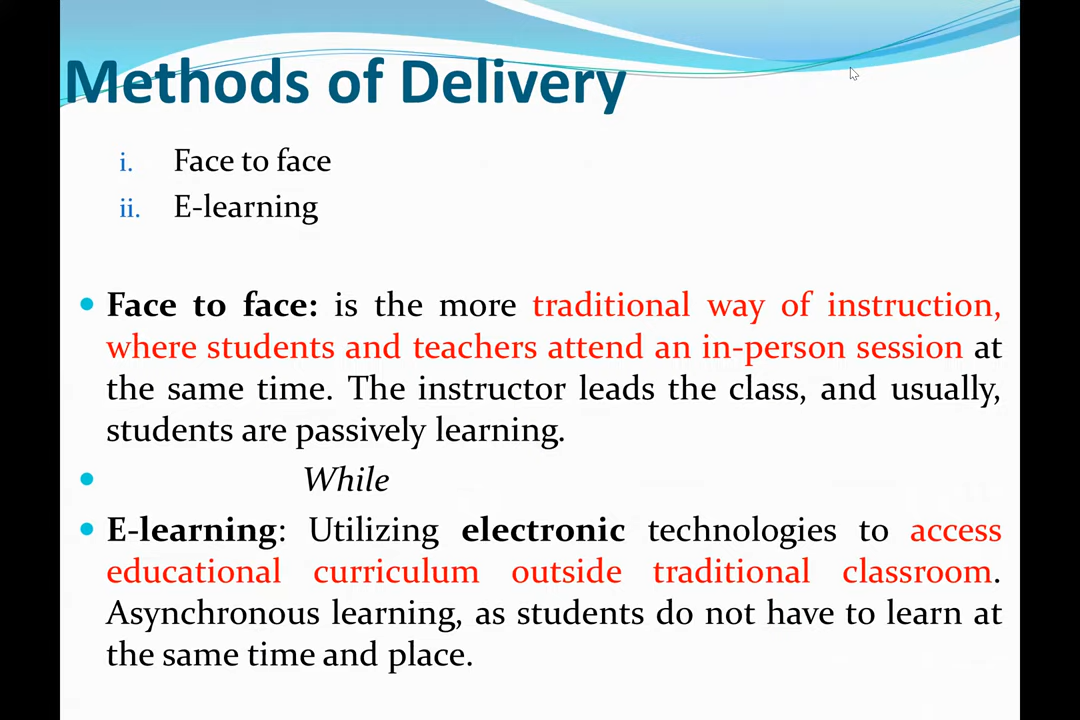 Methods of Delivery
i. Face to face
ii. E-learning
• Face to face: is the more traditional way of instruction,
where students and teachers attend an in-person session at
the same time. The instructor leads the class, and usually,
students are passively learning.
• While
• E-learning: Utilizing electronic technologies to access
educational curriculum outside traditional classroom.
Asynchronous learning, as students do not have to learn at
the same time and place.